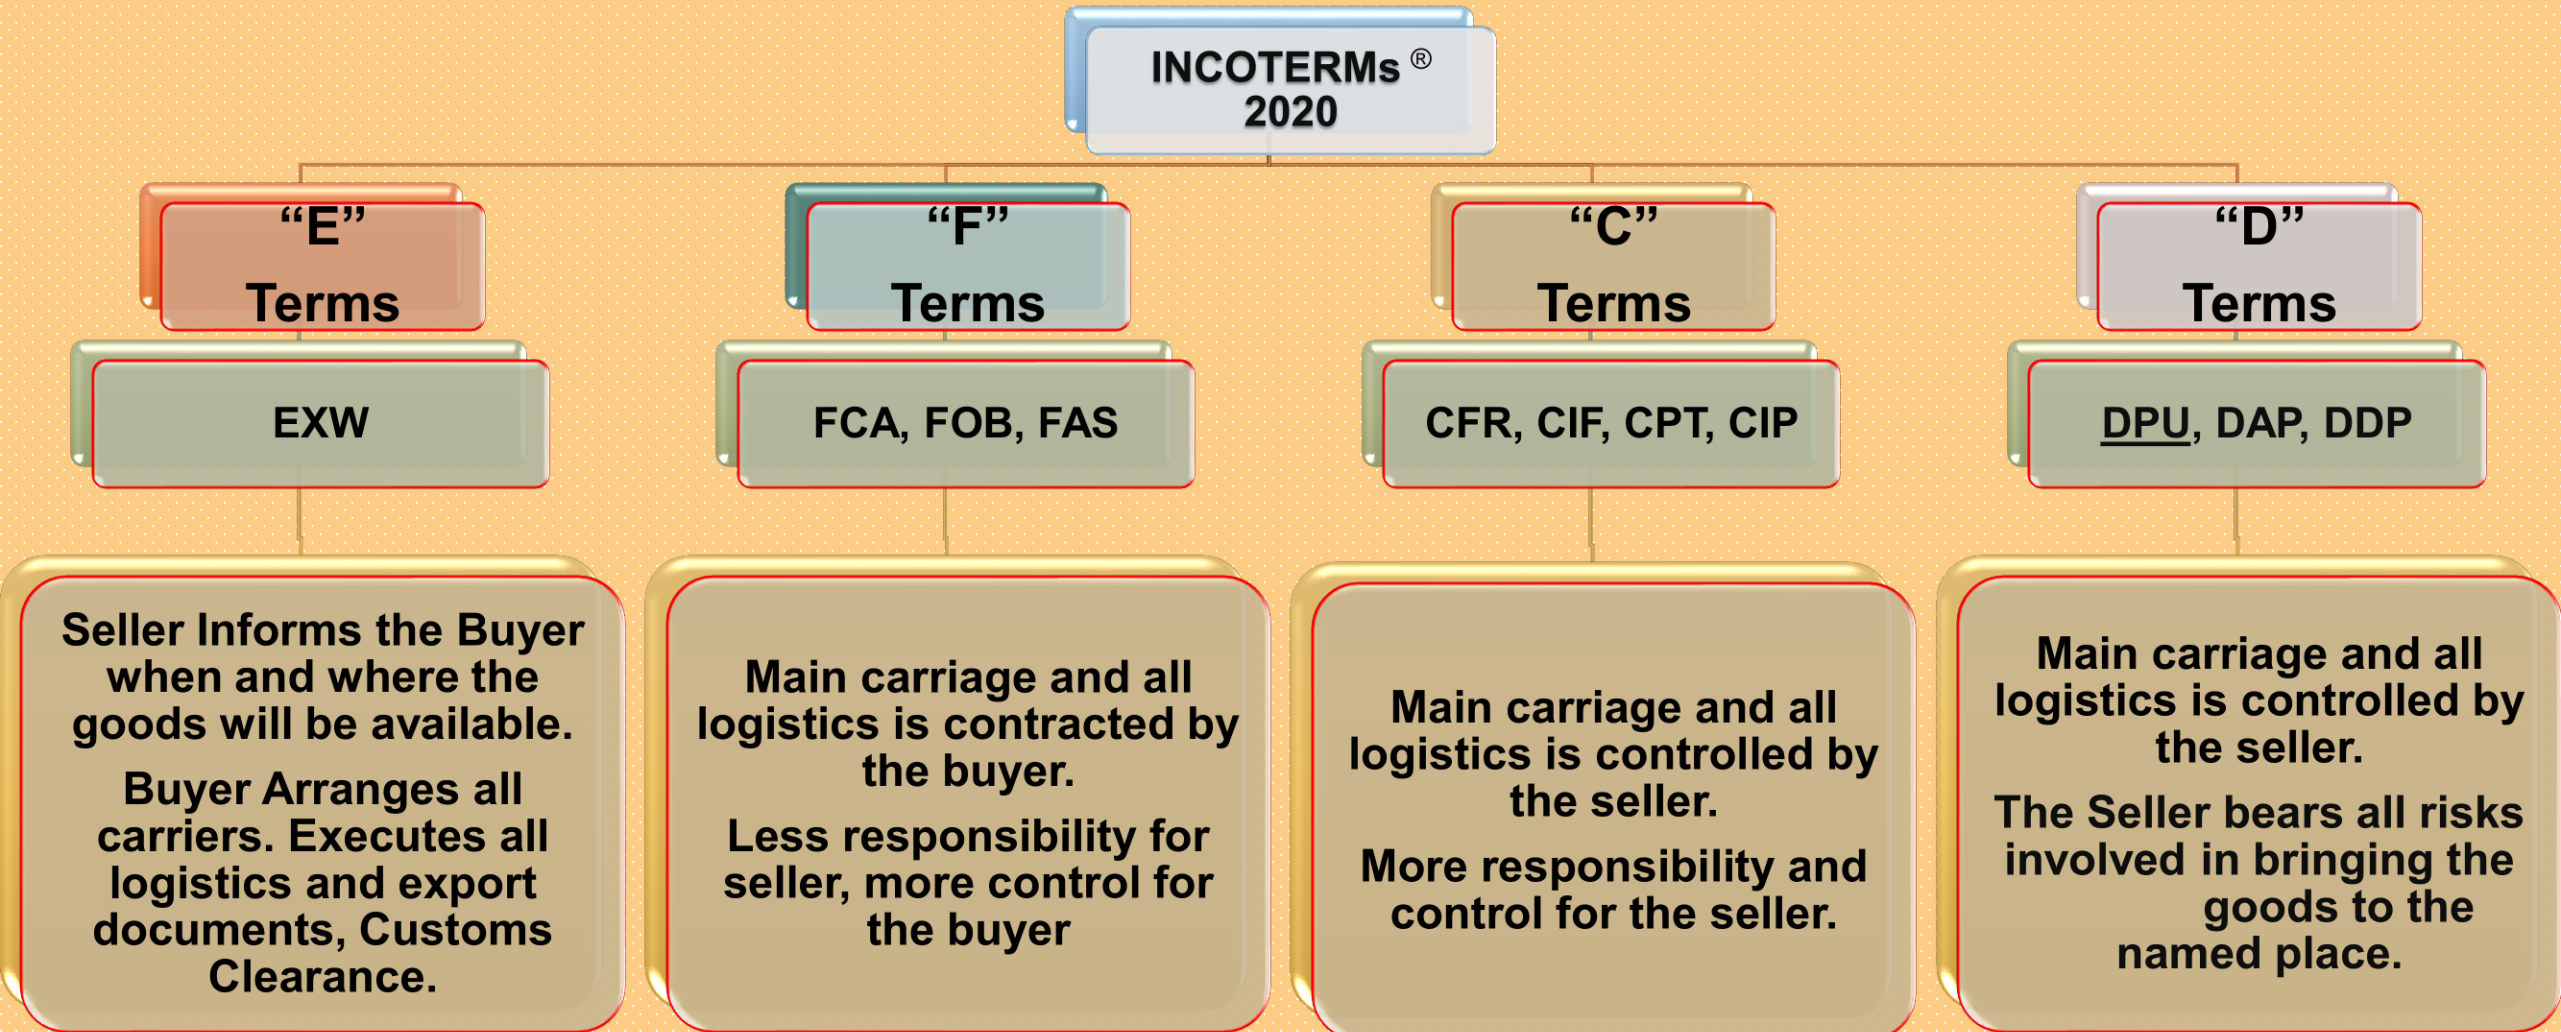 INCOTERMs ®
2020
“E”
Terms
“F”
Terms
“C”
Terms
“D”
Terms
EXW
FCA, FOB, FAS
CFR, CIF, CPT, CIP
DPU, DAP, DDP
Seller Informs the Buyer
when and where the
goods will be available.
Buyer Arranges all
carriers. Executes all
logistics and export
documents, Customs
Clearance.
Main carriage and all
logistics is contracted by
the buyer.
Less responsibility for
seller, more control for
the buyer
Main carriage and all
logistics is controlled by
the seller.
More responsibility and
control for the seller.
Main carriage and all
logistics is controlled by
the seller.
The Seller bears all risks
involved in bringing the
goods to the
named place.